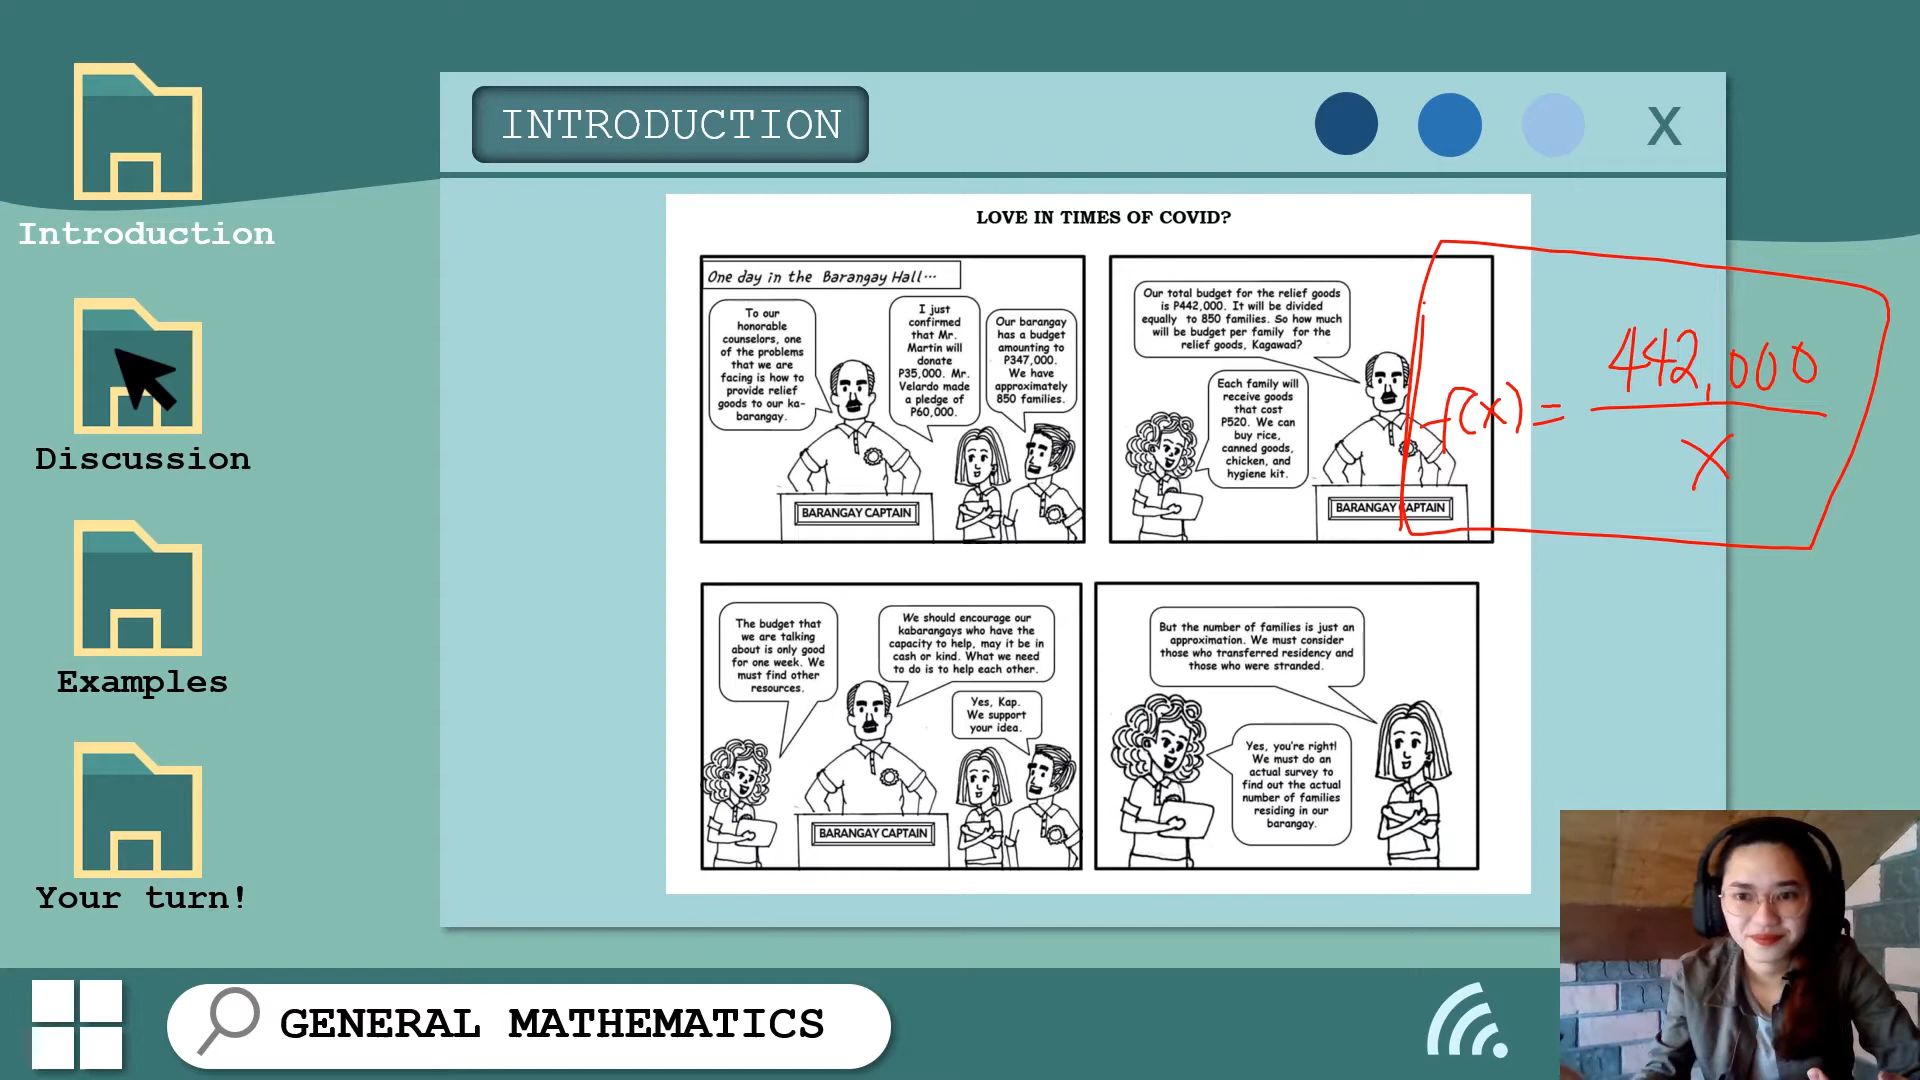 INTRODUCTION
X
Introduction
Discussion
Examples
Your turn!
LOVE IN TIMES OF COVID?
One day in the Barangay Hall...
To our
honorable
counselors, one
of the problems
that we are
facing is how to
provide relief
goods to our ka-
barangay.
I just
confirmed
that Mr.
Martin will
donate
P35,000. Mr.
Velardo made
a pledge of
P60,000.
Our barangay
has a budget
amounting to
P347,000.
We have
approximately
850 families.
BARANGAY CAPTAIN
Our total budget for the relief goods
is P442,000. It will be divided
equally to 850 families. So how much
will be budget per family for the
relief goods, Kagawad?
Each family will
receive goods
that cost
P520. We can
buy rice,
canned goods,
chicken, and
hygiene kit.
BARANGAY CAPTAIN
f(x) = 442,000
x
The budget that
we are talking
about is only good
for one week. We
must find other
resources.
We should encourage our
kabarangays who have the
capacity to help, may it be in
cash or kind. What we need
to do is to help each other.
Yes, Kap.
We support
your idea.
BARANGAY CAPTAIN
But the number of families is just an
approximation. We must consider
those who transferred residency and
those who were stranded.
Yes, you're right!
We must do an
actual survey to
find out the actual
number of families
residing in our
barangay.
GENERAL MATHEMATICS